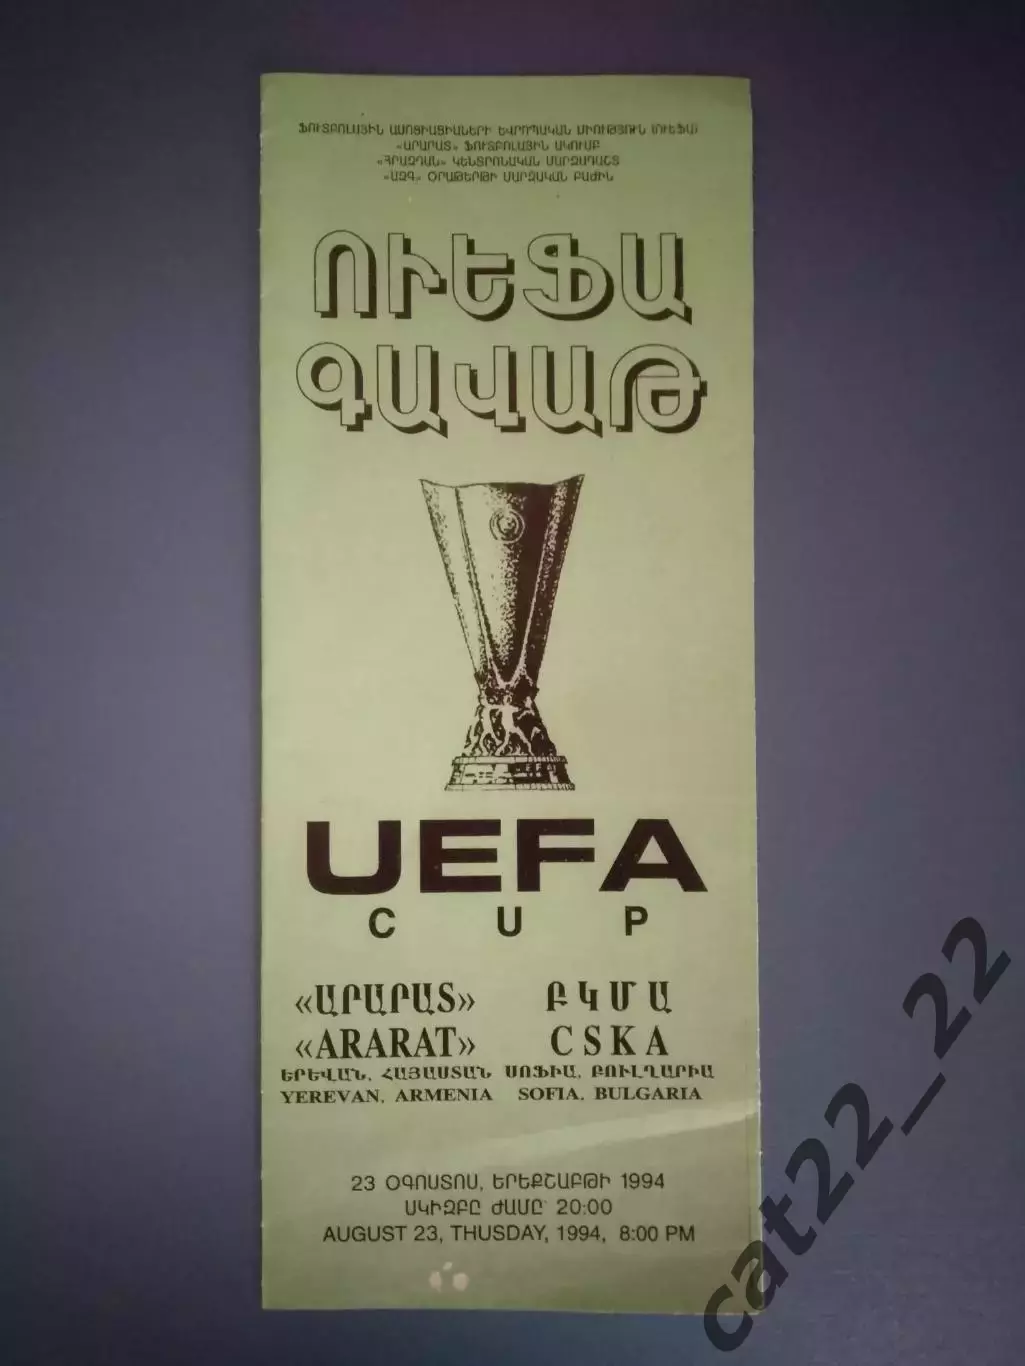 ՖՈՒՏԲՈԼԱՅԻՆ ԱՍՈՑԻԱՑԻԱՆԵՐԻ ԵՎՐՈՊԱԿԱՆ ՄԻՈՒԹՅՈՒՆ (ՈՒԵՖԱ)
«ԱՐԱՐԱՏ» ՖՈՒՏԲՈԼԱՅԻՆ ԱԿՈՒՄԲ
«ՀՐԱԶԴԱՆ» ԿԵՆՏՐՈՆԱԿԱՆ ՄԱՐԶԱԴԱՇՏ
«ԱԶԳ» ՕՐԱԹԵՐԹԻ ՄԱՐԶԱԿԱՆ ԲԱԺԻՆ
ՈՒԵՖԱ
ԳԱՎԱԹ
UEFA
UEFA
CUP
«ԱՐԱՐԱՏ» ԲԿՄԱ
«ARARAT» CSKA
ԵՐԵՎԱՆ, ՀԱՅԱՍՏԱՆ ՍՈՖԻԱ, ԲՈՒԼՂԱՐԻԱ
YEREVAN, ARMENIA SOFIA, BULGARIA
23 ՕԳՈՍՏՈՍ, ԵՐԵՔՇԱԲԹԻ 1994
ՍԿԻԶԲԸ ԺԱՄԸ՝ 20:00
AUGUST 23, THUSDAY, 1994, 8:00 PM
cat22_22